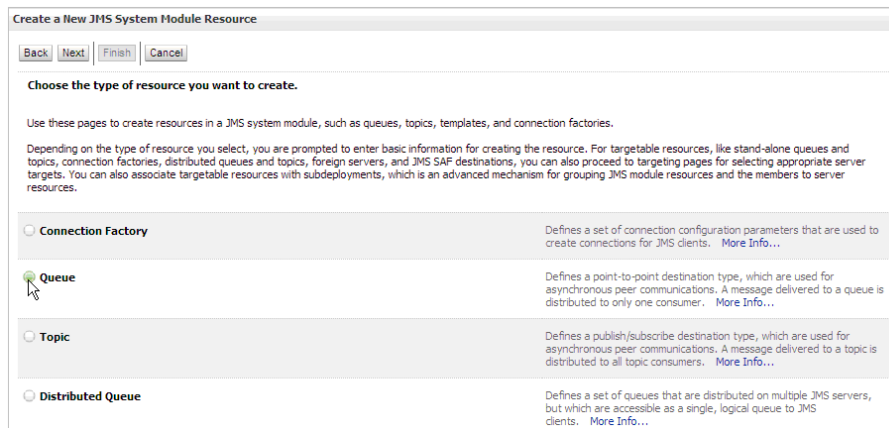 Create a New JMS System Module Resource
Back Next Finish Cancel
Choose the type of resource you want to create.
Use these pages to create resources in a JMS system module, such as queues, topics, templates, and connection factories.
Depending on the type of resource you select, you are prompted to enter basic information for creating the resource. For targetable resources, like stand-alone queues and
topics, connection factories, distributed queues and topics, foreign servers, and JMS SAF destinations, you can also proceed to targeting pages for selecting appropriate server
targets. You can also associate targetable resources with subdeployments, which is an advanced mechanism for grouping JMS module resources and the members to server
resources.
Connection Factory
Defines a set of connection configuration parameters that are used to
create connections for JMS clients. More Info...
Queue
Defines a point-to-point destination type, which are used for
asynchronous peer communications. A message delivered to a queue is
distributed to only one consumer. More Info...
Topic
Defines a publish/subscribe destination type, which are used for
asynchronous peer communications. A message delivered to a topic is
distributed to all topic consumers. More Info...
Distributed Queue
Defines a set of queues that are distributed on multiple JMS servers,
but which are accessible as a single, logical queue to JMS
clients. More Info...